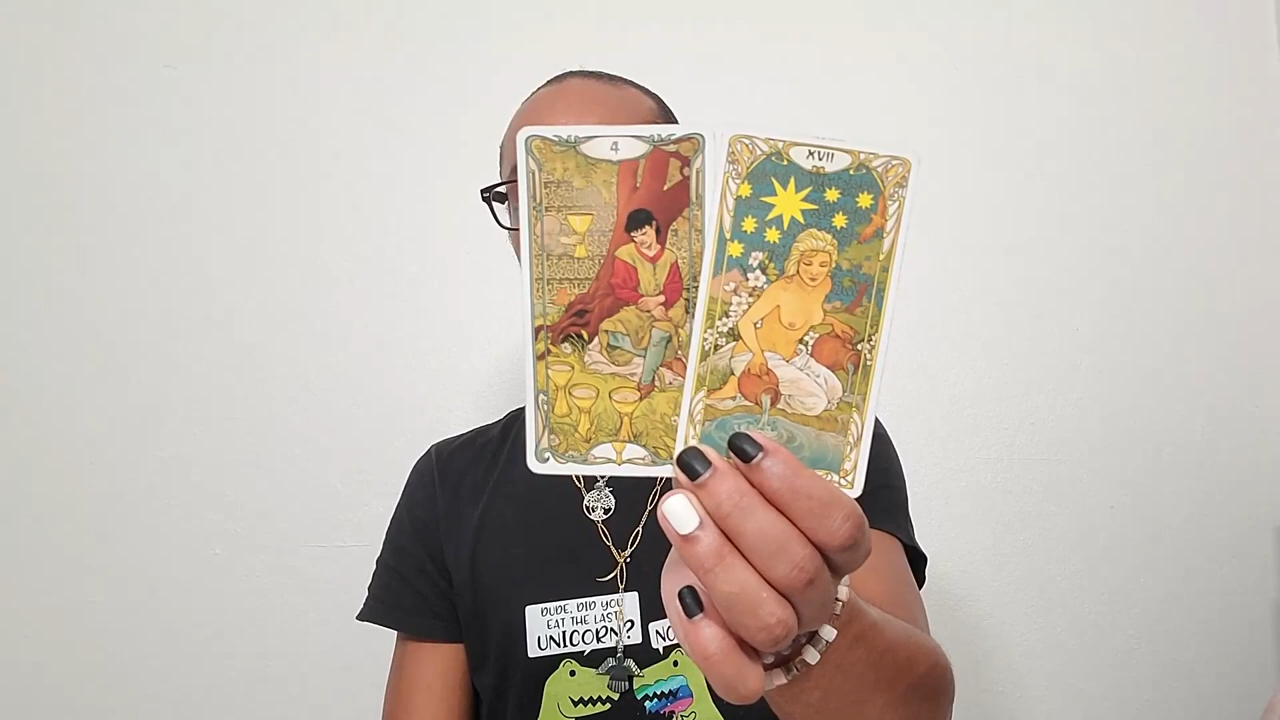 4
XVII
DUDE, DID YOU
EAT THE LAST
UNICORN?
NO